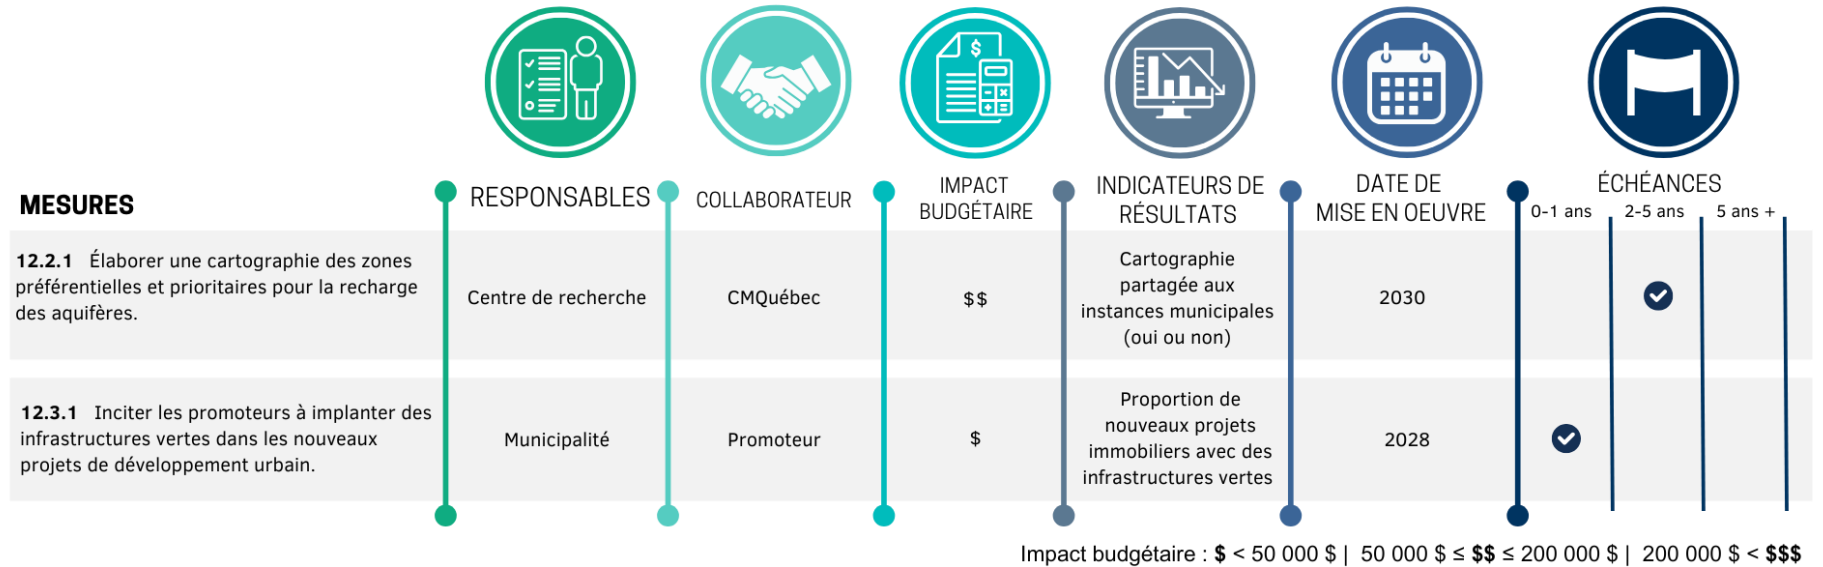 MESURES
RESPONSABLES
COLLABORATEUR
IMPACT
BUDGÉTAIRE
INDICATEURS DE
RÉSULTATS
DATE DE
MISE EN OEUVRE
ÉCHÉANCES
0-1 ans
2-5 ans
5 ans +
12.2.1 Élaborer une cartographie des zones
préférentielles et prioritaires pour la recharge
des aquifères.
Centre de recherche
CMQuébec
$$
Cartographie
partagée aux
instances municipales
(oui ou non)
2030
12.3.1 Inciter les promoteurs à implanter des
infrastructures vertes dans les nouveaux
projets de développement urbain.
Municipalité
Promoteur
$
Proportion de
nouveaux projets
immobiliers avec des
infrastructures vertes
2028
Impact budgétaire : $ < 50 000 $ | 50 000 $ ≤ $$ ≤ 200 000 $ | 200 000 $ < $$$